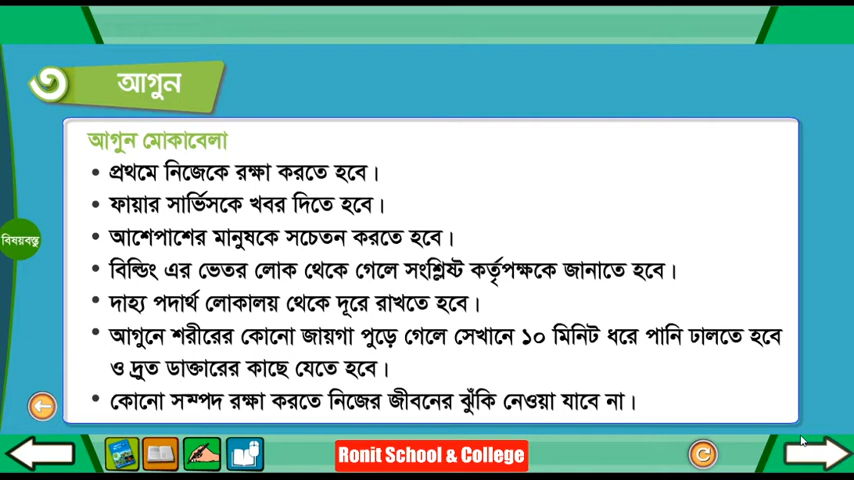 ৩ আগুন
আগুন মোকাবেলা
• প্রথমে নিজেকে রক্ষা করতে হবে।
• ফায়ার সার্ভিসকে খবর দিতে হবে।
• আশেপাশের মানুষকে সচেতন করতে হবে।
• বিল্ডিং এর ভেতর লোক থেকে গেলে সংশ্লিষ্ট কর্তৃপক্ষকে জানাতে হবে।
বিষয়বস্তু
• দাহ্য পদার্থ লোকালয় থেকে দূরে রাখতে হবে।
• আগুনে শরীরের কোনো জায়গা পুড়ে গেলে সেখানে ১০ মিনিট ধরে পানি ঢালতে হবে
ও দ্রুত ডাক্তারের কাছে যেতে হবে।
• কোনো সম্পদ রক্ষা করতে নিজের জীবনের ঝুঁকি নেওয়া যাবে না।
Ronit School & College